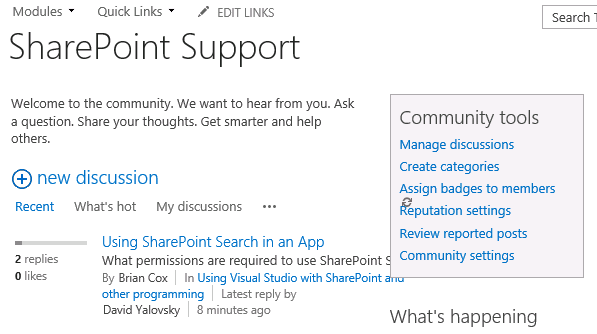 Modules Quick Links EDIT LINKS
Search T
SharePoint Support
Welcome to the community. We want to hear from you. Ask
a question. Share your thoughts. Get smarter and help
others.
new discussion
Recent What's hot My discussions ...
Using SharePoint Search in an App
What permissions are required to use SharePoint S
2 replies
0 likes
By Brian Cox In Using Visual Studio with SharePoint and
other programming Latest reply by
David Yalovsky 8 minutes ago
Community tools
Manage discussions
Create categories
Assign badges to members
Reputation settings
Review reported posts
Community settings
What's happening